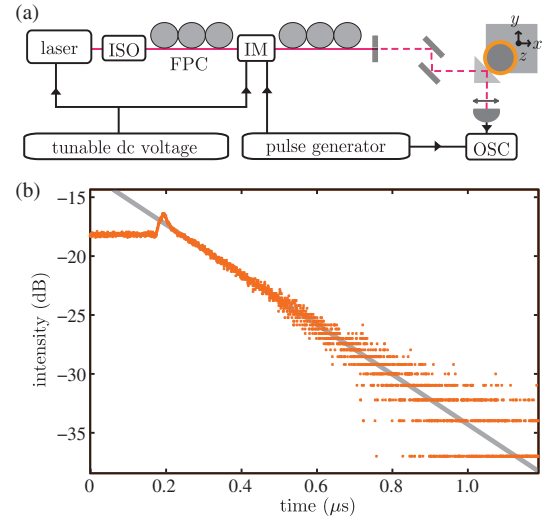 (a)
laser
ISO
FPC
IM
y
x
z
tunable dc voltage
pulse generator
OSC
(b)
−15
−20
−25
−30
−35
intensity (dB)
0
0.2
0.4
0.6
0.8
1.0
time (μs)